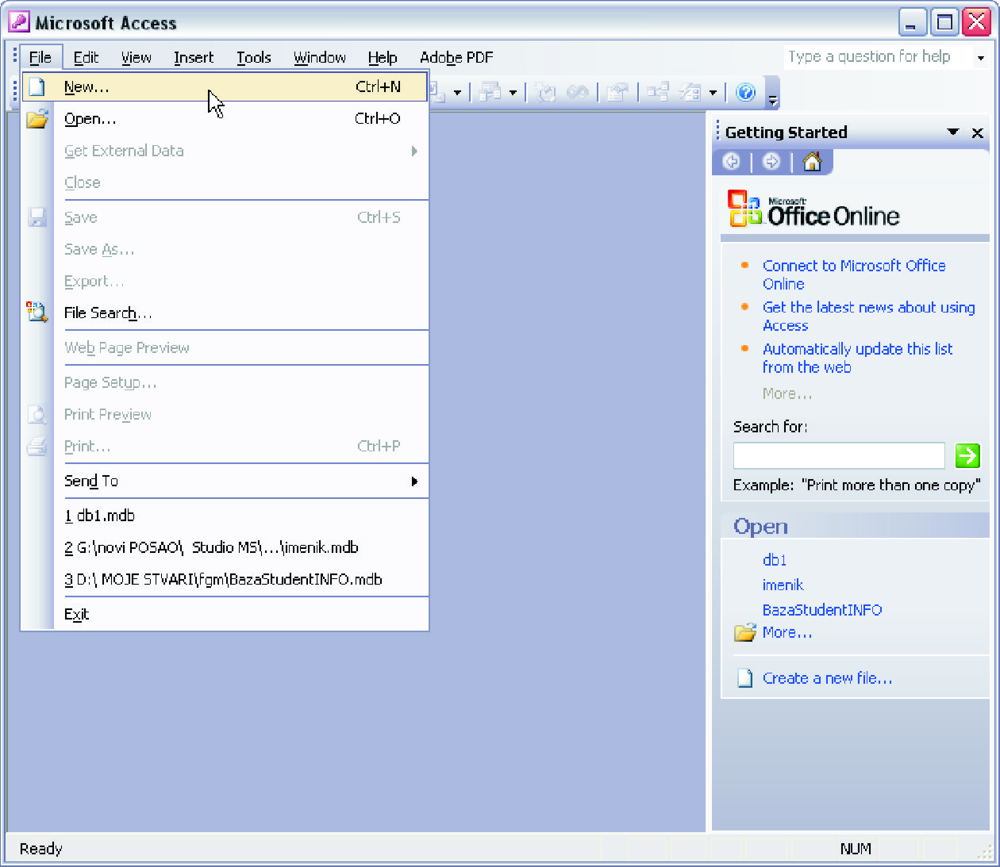 Microsoft Access
File Edit View Insert Tools Window Help Adobe PDF Type a question for help
New... Ctrl+N
Open... Ctrl+O
Get External Data
Close
Save Ctrl+S
Save As...
Export...
File Search...
Web Page Preview
Page Setup...
Print Preview
Print... Ctrl+P
Send To
1 db1.mdb
2 G:\novi POSAO\ Studio MS\...\imenik.mdb
3 D:\ MOJE STVARI\fgm\BazaStudentINFO.mdb
Exit
Getting Started
Microsoft
Office Online
Connect to Microsoft Office
Online
Get the latest news about using
Access
Automatically update this list
from the web
More...
Search for:
Example: "Print more than one copy"
Open
db1
imenik
BazaStudentINFO
More...
Create a new file...
Ready NUM